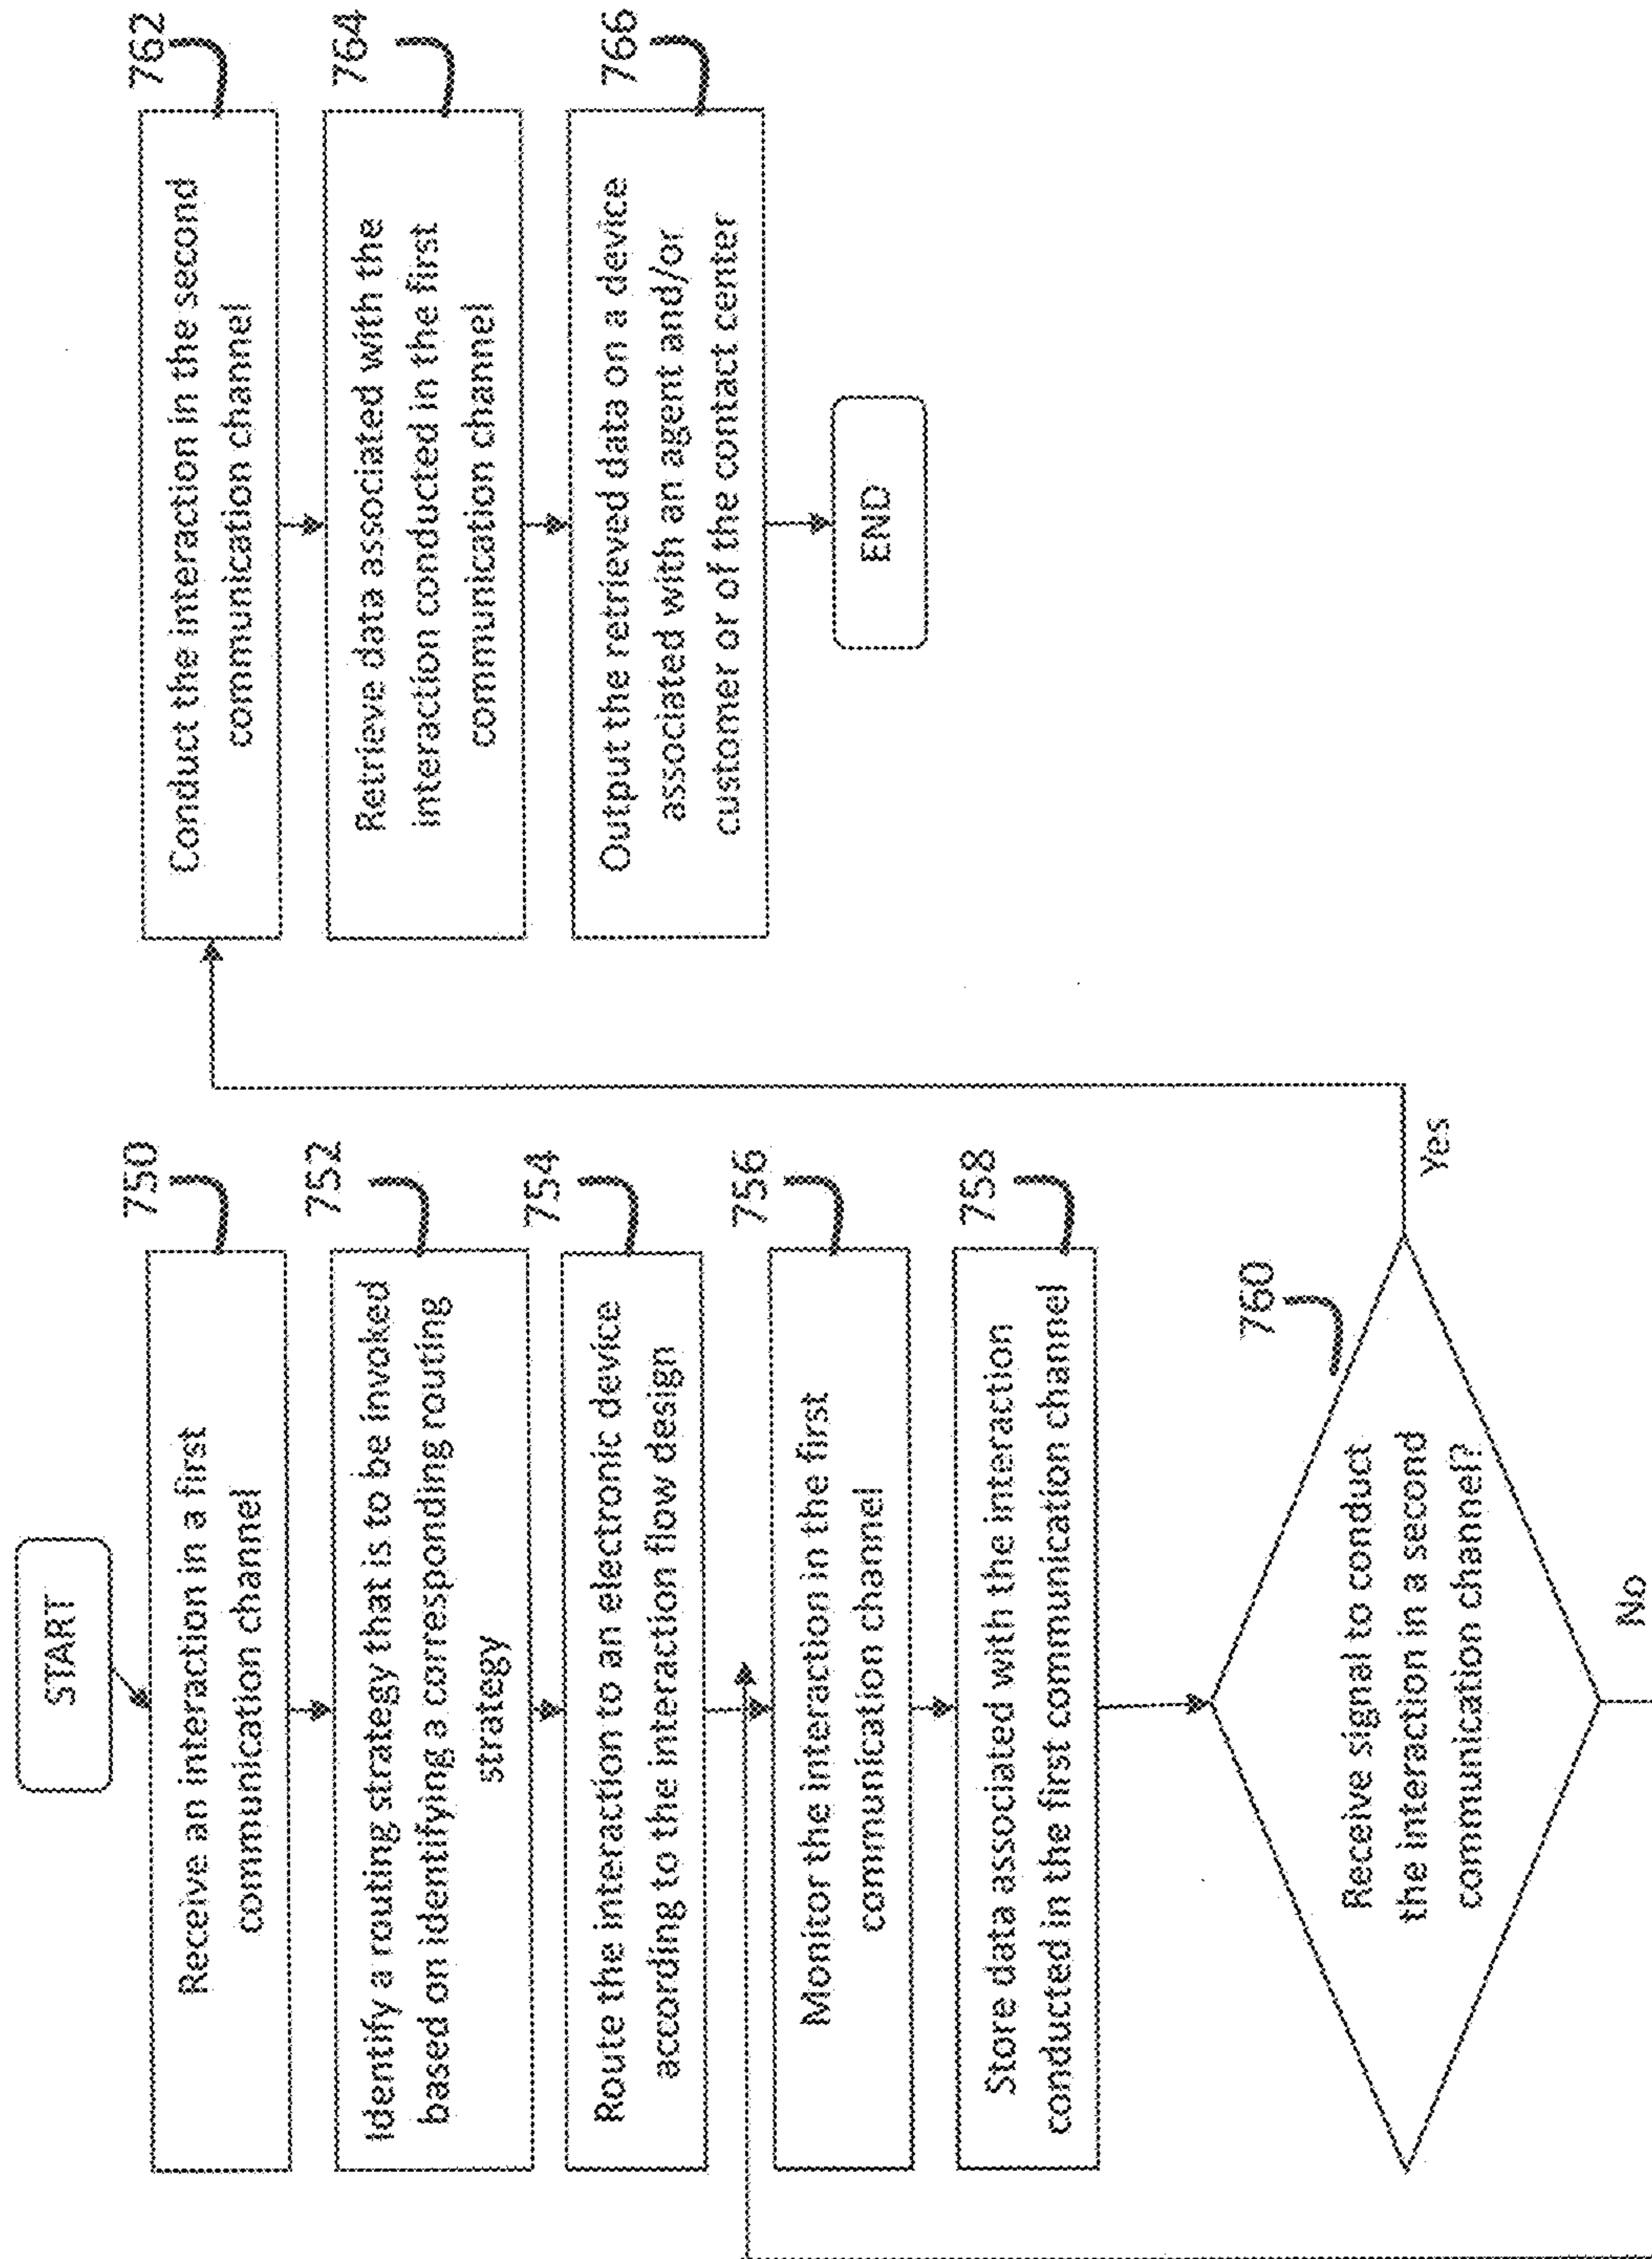 START
750
Receive an interaction in a first
communication channel
752
Identify a routing strategy that is to be invoked
based on identifying a corresponding routing
strategy
754
Route the interaction to an electronic device
according to the interaction flow design
756
Monitor the interaction in the first
communication channel
758
Store data associated with the interaction
conducted in the first communication channel
760
Receive signal to conduct
the interaction in a second
communication channel?
Yes
No
762
Conduct the interaction in the second
communication channel
764
Retrieve data associated with the
interaction conducted in the first
communication channel
766
Output the retrieved data on a device
associated with an agent and/or
customer or of the contact center
END